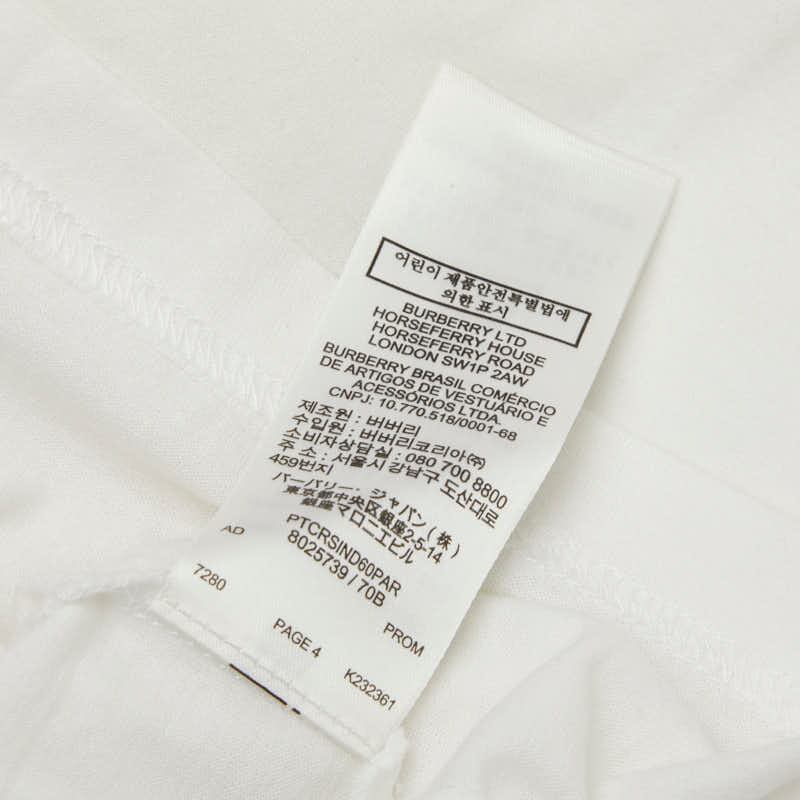 어린이 제품안전특별법에
의한 표시
BURBERRY LTD
HORSEFERRY HOUSE
HORSEFERRY ROAD
LONDON SW1P 2AW
BURBERRY BRASIL COMÉRCIO
DE ARTIGOS DE VESTUÁRIO E
ACESSÓRIOS LTDA.
CNPJ: 10.770.518/0001-68
제조원 : 버버리
수입원 : 버버리코리아㈜
소비자상담실 : 080 700 8800
주 소 : 서울시 강남구 도산대로
459번지
バーバリー・ジャパン(株)
東京都中央区銀座2-5-14
銀座マロニエビル
AD
PTCRSIND60PAR
8025739 / 70B
7280
PROM
PAGE 4
K232361